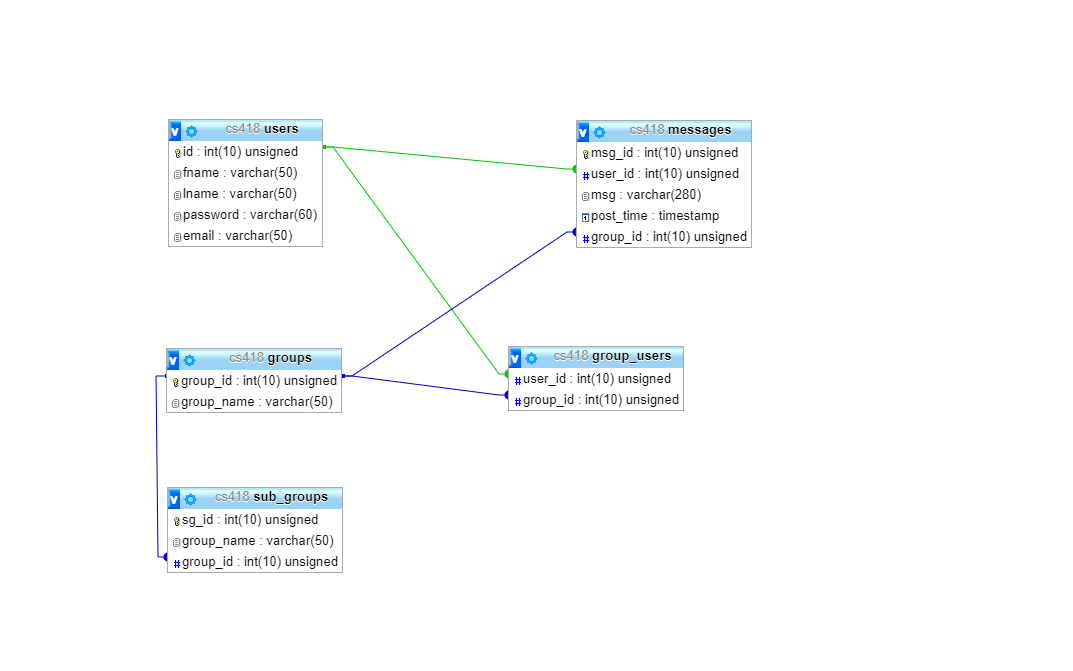 cs418 users
id : int(10) unsigned
fname : varchar(50)
lname : varchar(50)
password : varchar(60)
email : varchar(50)
cs418 messages
msg_id : int(10) unsigned
user_id : int(10) unsigned
msg : varchar(280)
post_time : timestamp
group_id : int(10) unsigned
cs418 groups
group_id : int(10) unsigned
group_name : varchar(50)
cs418 group_users
user_id : int(10) unsigned
group_id : int(10) unsigned
cs418 sub_groups
sg_id : int(10) unsigned
group_name : varchar(50)
group_id : int(10) unsigned